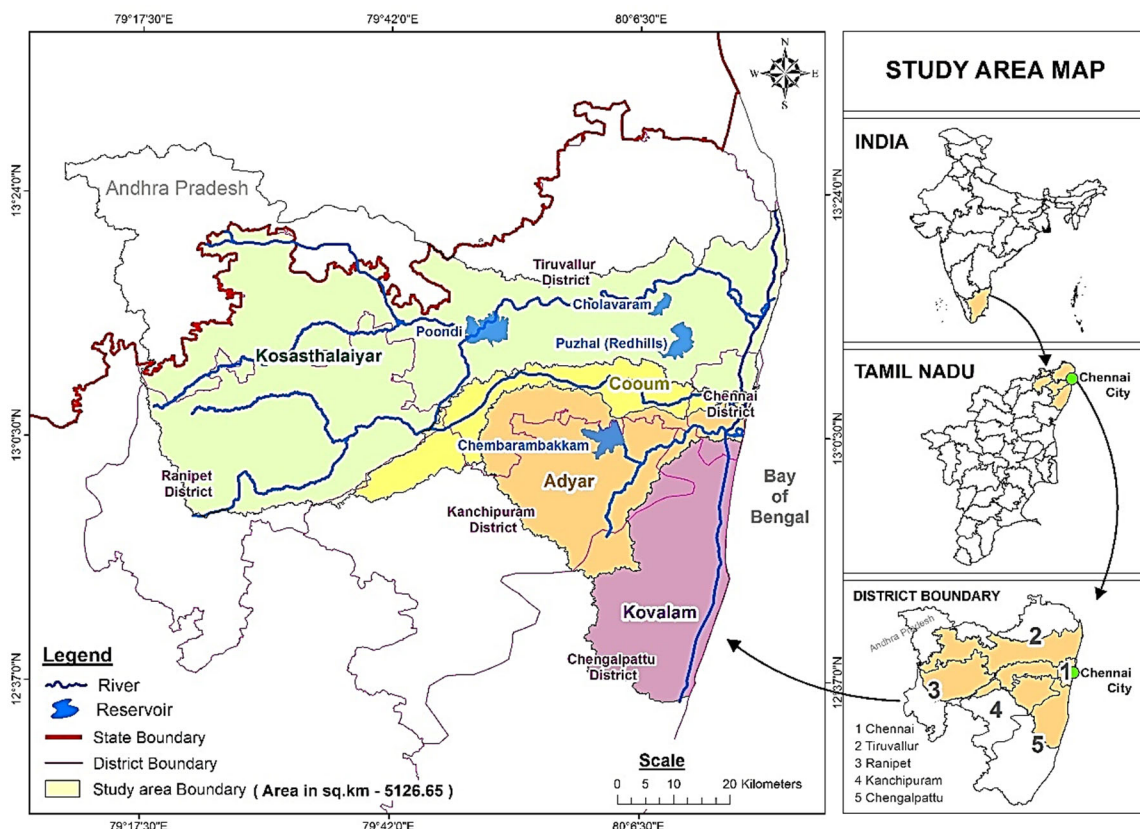 79°17'30"E
79°42'0"E
80°6'30"E
N
W
E
S
13°24'0"N
13°24'0"N
13°0'30"N
13°0'30"N
12°37'0"N
12°37'0"N
Andhra Pradesh
Tiruvallur
District
Cholavaram
Poondi
Puzhal (Redhills)
Kosasthalaiyar
Cooum
Chennai
District
Chembarambakkam
Ranipet
District
Adyar
Kanchipuram
District
Bay
of
Bengal
Kovalam
Chengalpattu
District
Legend
River
Reservoir
State Boundary
District Boundary
Study area Boundary ( Area in sq.km - 5126.65 )
Scale
0 5 10 20 Kilometers
79°17'30"E
79°42'0"E
80°6'30"E
STUDY AREA MAP
INDIA
TAMIL NADU
Chennai
City
DISTRICT BOUNDARY
Andhra Pradesh
2
1
Chennai
City
3
4
5
1 Chennai
2 Tiruvallur
3 Ranipet
4 Kanchipuram
5 Chengalpattu